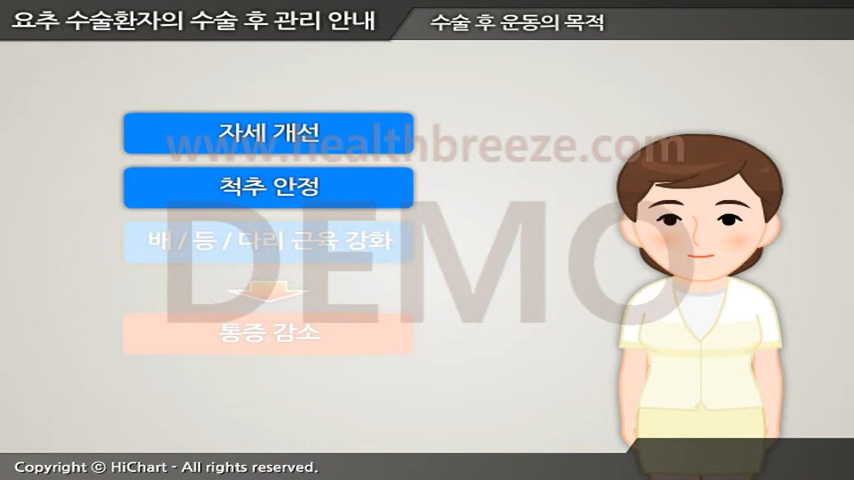 요추 수술환자의 수술 후 관리 안내
수술 후 운동의 목적
자세 개선
www.healthbreeze.com
척추 안정
배 / 등 / 다리 근육 강화
DEMO
통증 감소
Copyright ⓒ HiChart - All rights reserved.